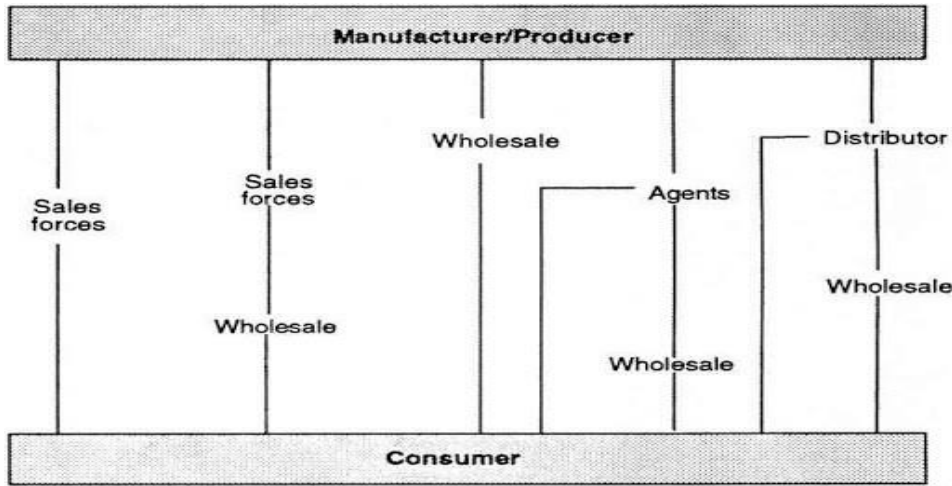 Manufacturer/Producer
Wholesale
Distributor
Sales
forces
Sales
forces
Agents
Wholesale
Wholesale
Wholesale
Consumer